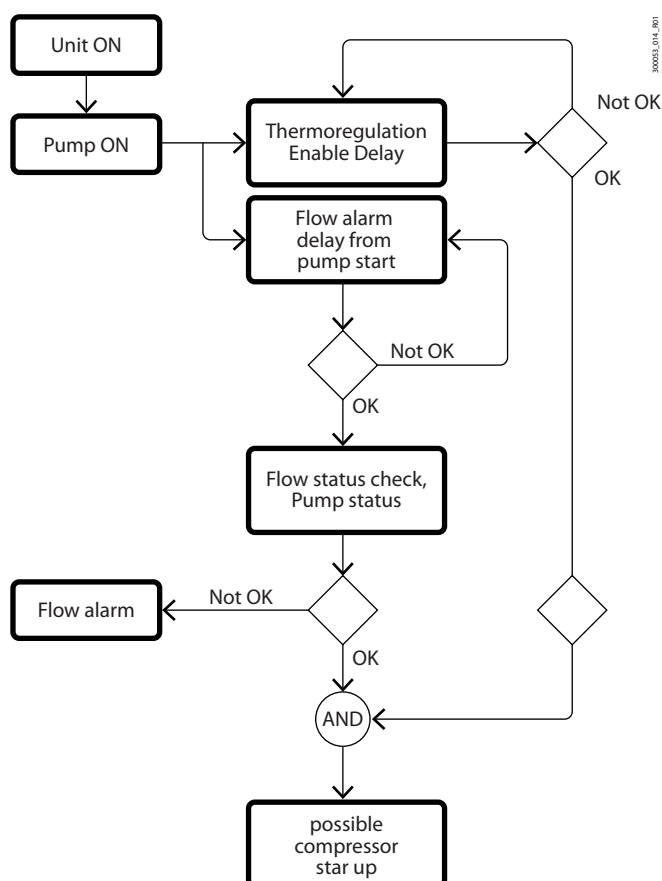 Unit ON
300053_014_R01
Not OK
Pump ON
Thermoregulation
Enable Delay
OK
Flow alarm
delay from
pump start
Not OK
OK
Flow status check,
Pump status
Flow alarm
Not OK
OK
AND
possible
compressor
star up